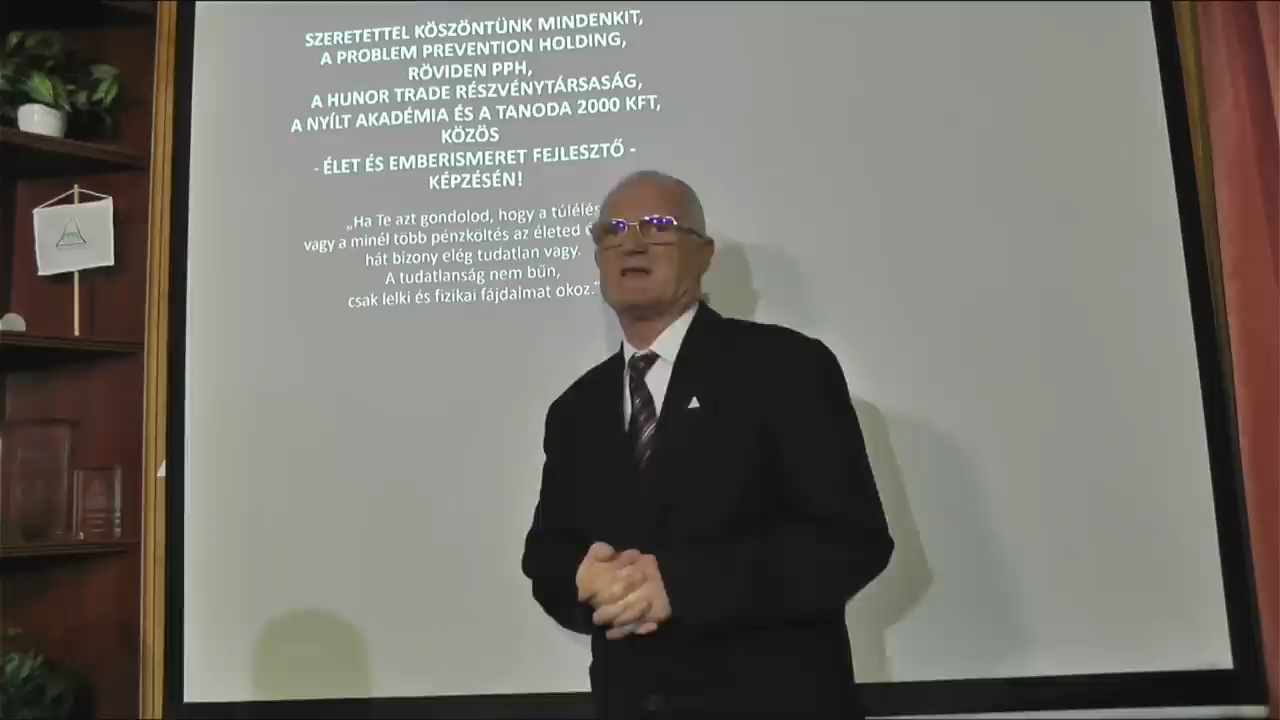 SZERETETTEL KÖSZÖNTÜNK MINDENKIT,
A PROBLEM PREVENTION HOLDING,
RÖVIDEN PPH,
A HUNOR TRADE RÉSZVÉNYTÁRSASÁG,
A NYÍLT AKADÉMIA ÉS A TANODA 2000 KFT,
KÖZÖS
- ÉLET ÉS EMBERISMERET FEJLESZTŐ -
KÉPZÉSÉN!
„Ha Te azt gondolod, hogy a túlélés
vagy a minél több pénzköltés az életed
hát bizony elég tudatlan vagy.
A tudatlanság nem bűn,
csak lelki és fizikai fájdalmat okoz.”